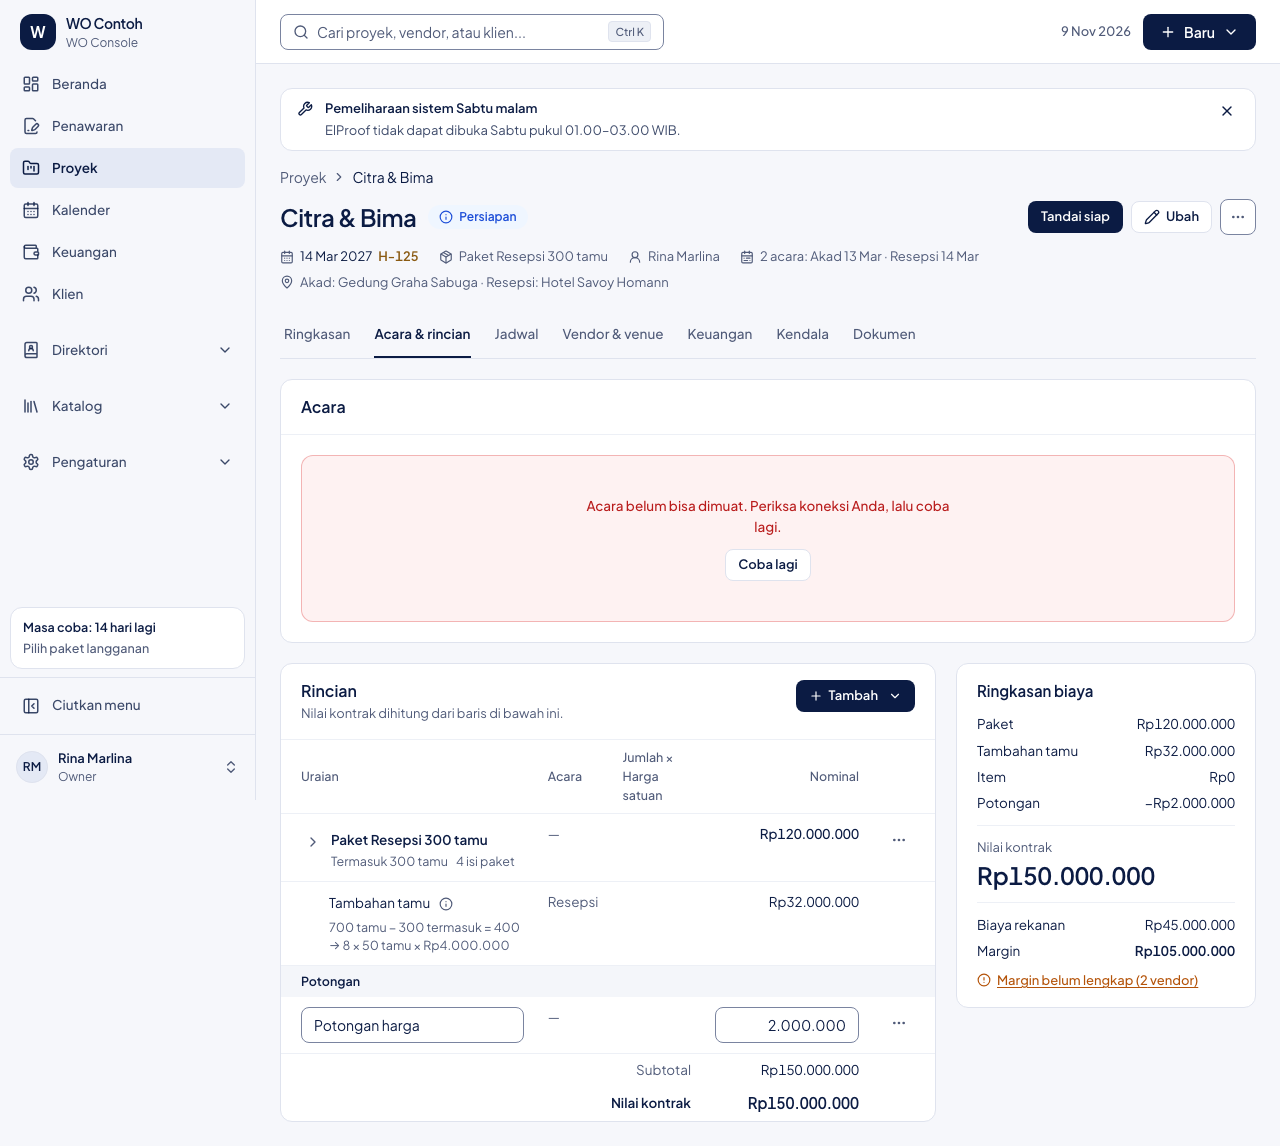 W
WO Contoh
WO Console
Cari proyek, vendor, atau klien...
Ctrl K
9 Nov 2026
Baru
Beranda
Penawaran
Proyek
Kalender
Keuangan
Klien
Direktori
Katalog
Pengaturan
Masa coba: 14 hari lagi
Pilih paket langganan
Ciutkan menu
RM
Rina Marlina
Owner
Pemeliharaan sistem Sabtu malam
ElProof tidak dapat dibuka Sabtu pukul 01.00–03.00 WIB.
Proyek > Citra & Bima
Citra & Bima
Persiapan
Tandai siap
Ubah
14 Mar 2027 H-125
Paket Resepsi 300 tamu
Rina Marlina
2 acara: Akad 13 Mar · Resepsi 14 Mar
Akad: Gedung Graha Sabuga · Resepsi: Hotel Savoy Homann
Ringkasan
Acara & rincian
Jadwal
Vendor & venue
Keuangan
Kendala
Dokumen
Acara
Acara belum bisa dimuat. Periksa koneksi Anda, lalu coba
lagi.
Coba lagi
Rincian
Nilai kontrak dihitung dari baris di bawah ini.
Tambah
Uraian
Acara
Jumlah ×
Harga
satuan
Nominal
Paket Resepsi 300 tamu
Termasuk 300 tamu 4 isi paket
—
Rp120.000.000
Tambahan tamu
700 tamu – 300 termasuk = 400
→ 8 × 50 tamu × Rp4.000.000
Resepsi
Rp32.000.000
Potongan
Potongan harga
—
2.000.000
Subtotal
Rp150.000.000
Nilai kontrak
Rp150.000.000
Ringkasan biaya
Paket Rp120.000.000
Tambahan tamu Rp32.000.000
Item Rp0
Potongan −Rp2.000.000
Nilai kontrak
Rp150.000.000
Biaya rekanan Rp45.000.000
Margin Rp105.000.000
Margin belum lengkap (2 vendor)